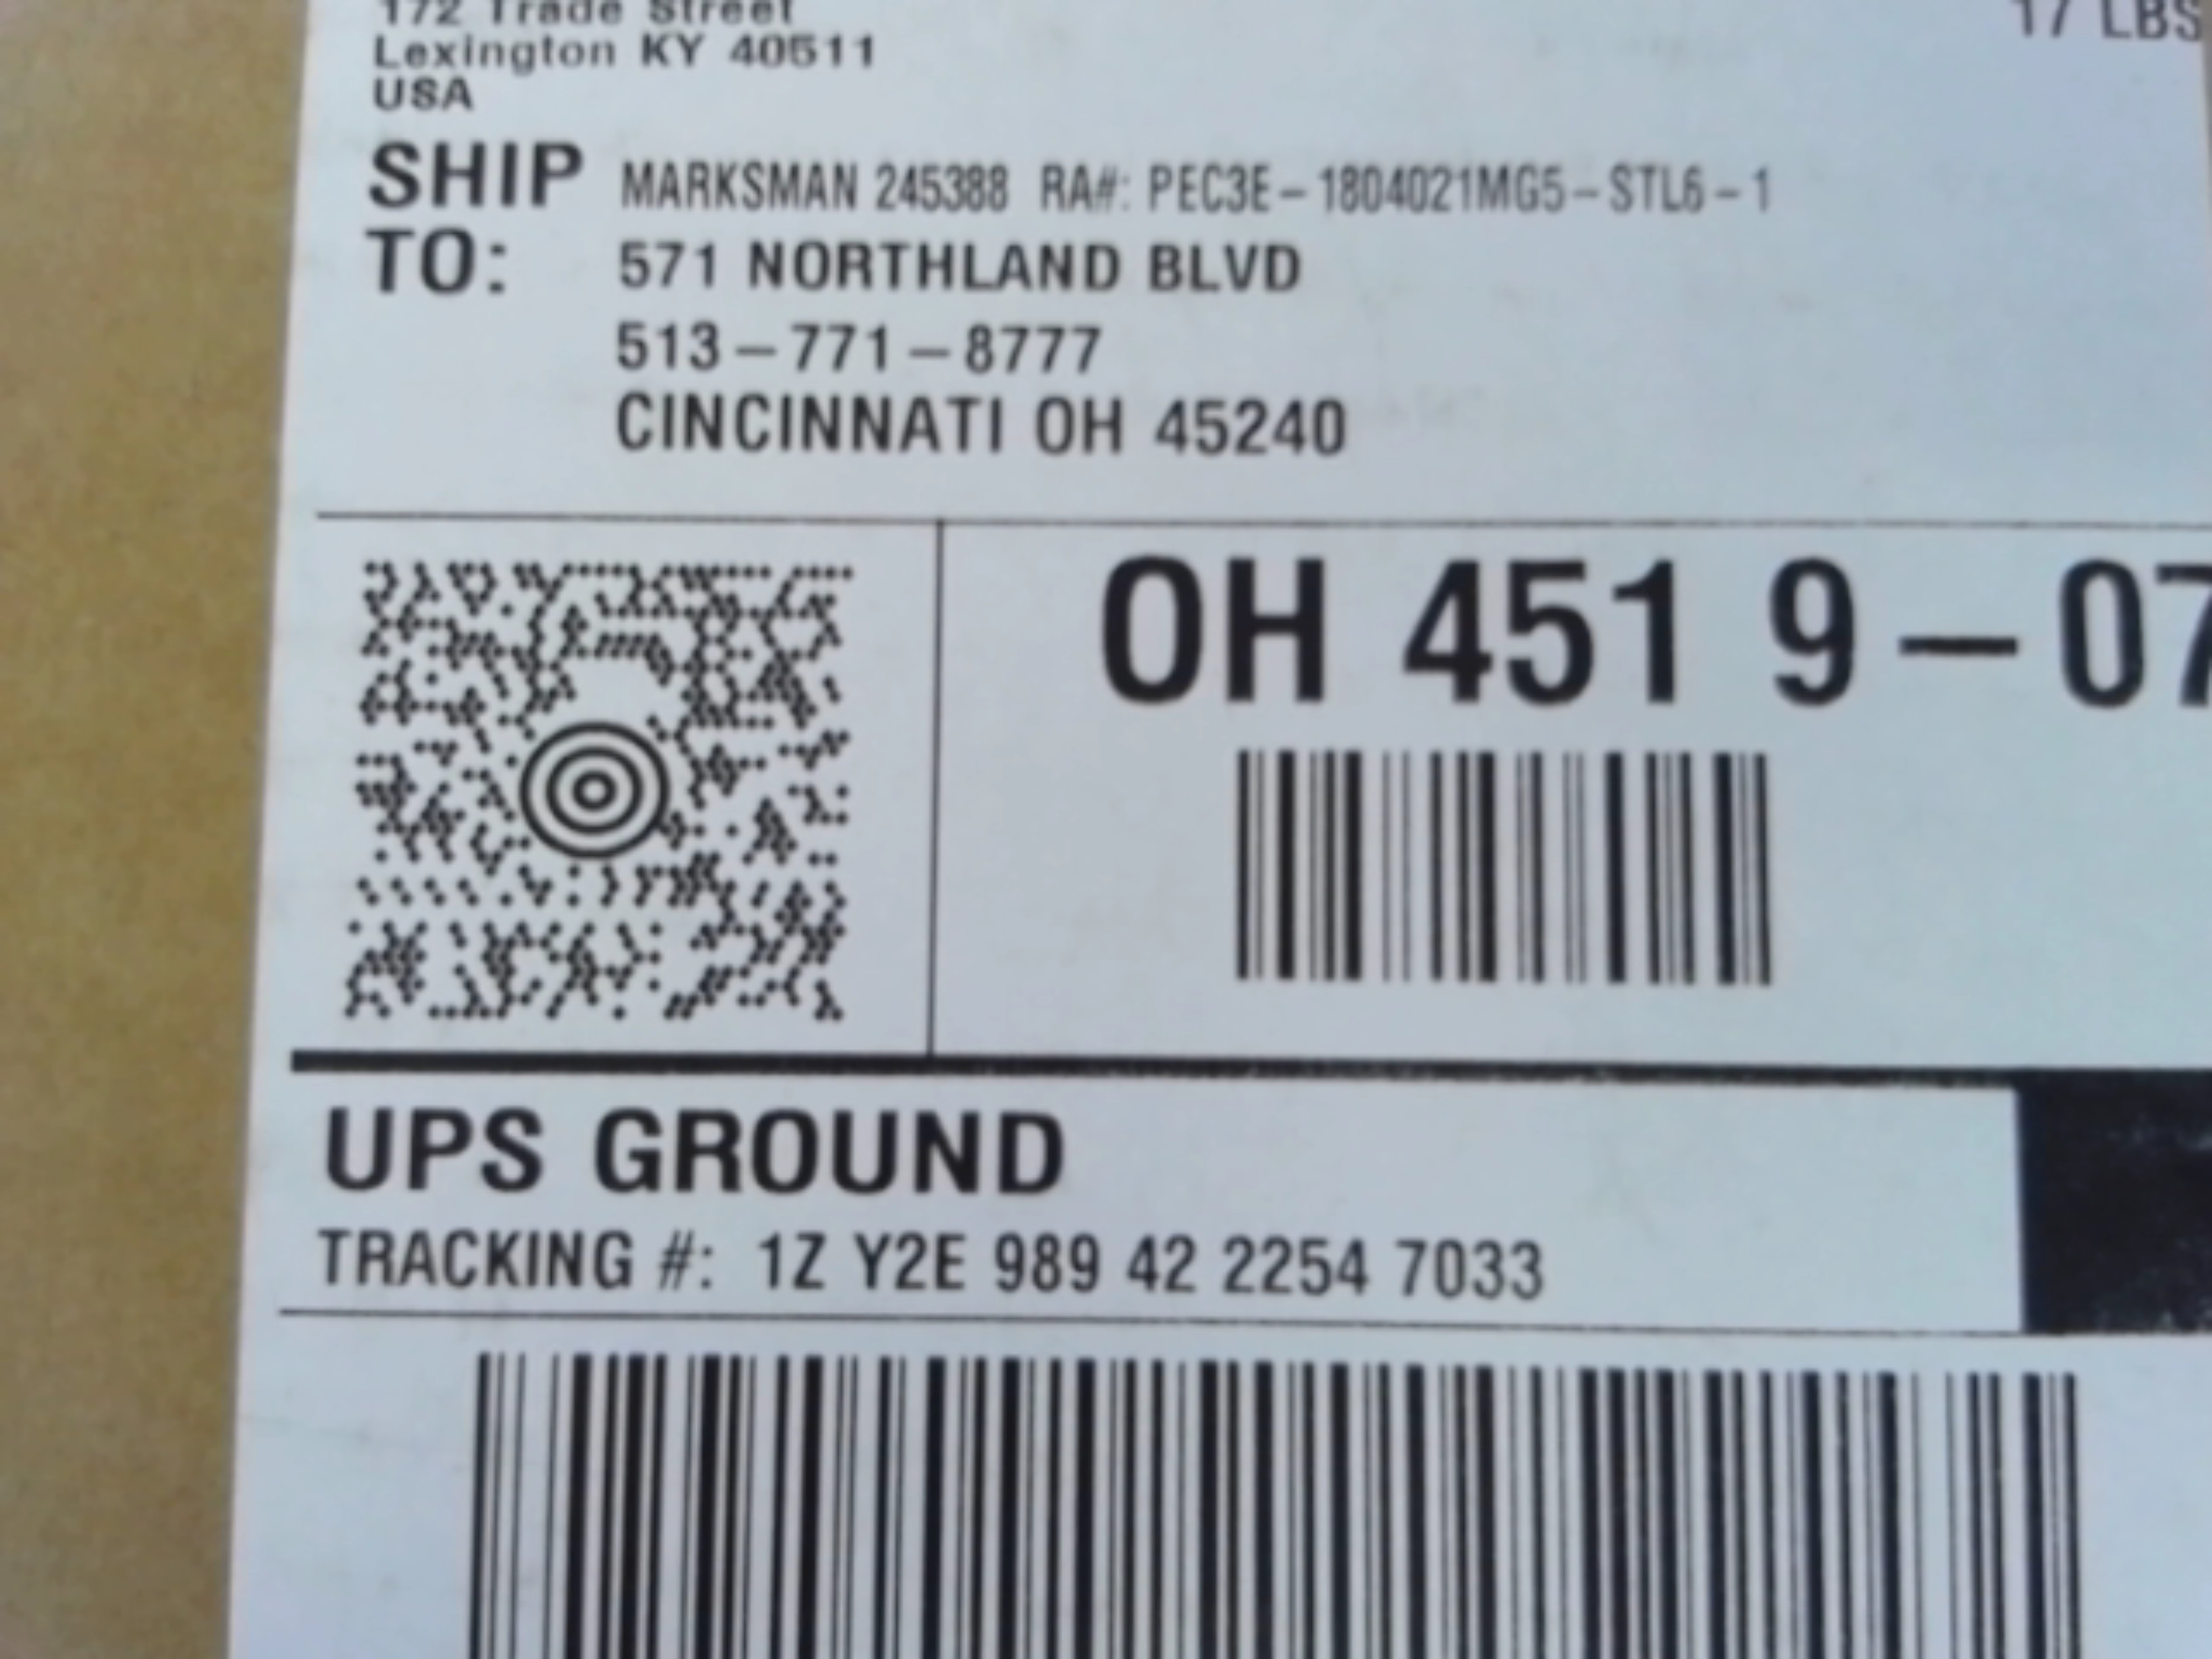 172 Trade Street
Lexington KY 40511
USA
17 LBS
SHIP TO:
MARKSMAN 245388 RA#: PEC3E-1804021MG5-STL6-1
571 NORTHLAND BLVD
513-771-8777
CINCINNATI OH 45240
OH 451 9-07
UPS GROUND
TRACKING #: 1Z Y2E 989 42 2254 7033